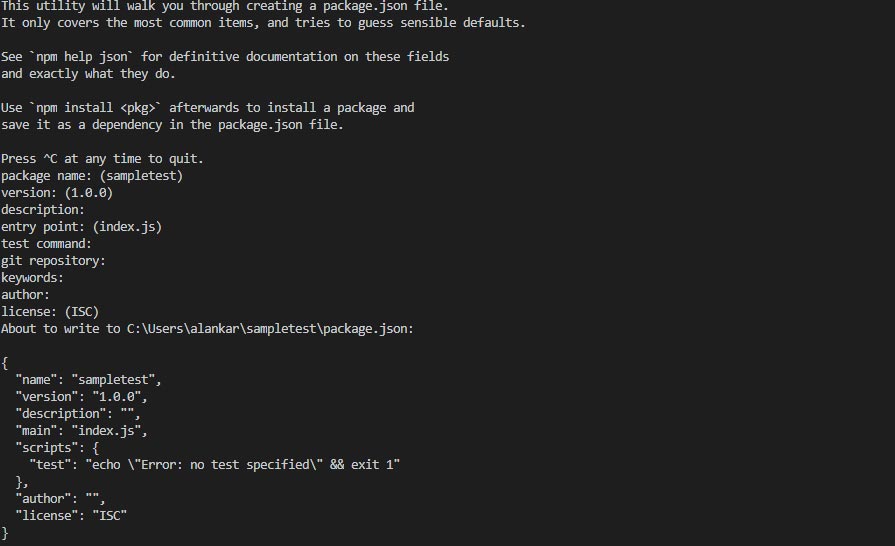 This utility will walk you through creating a package.json file.
It only covers the most common items, and tries to guess sensible defaults.
See `npm help json` for definitive documentation on these fields
and exactly what they do.
Use `npm install <pkg>` afterwards to install a package and
save it as a dependency in the package.json file.
Press ^C at any time to quit.
package name: (sampletest)
version: (1.0.0)
description:
entry point: (index.js)
test command:
git repository:
keywords:
author:
license: (ISC)
About to write to C:\Users\alankar\sampletest\package.json:
{
  "name": "sampletest",
  "version": "1.0.0",
  "description": "",
  "main": "index.js",
  "scripts": {
    "test": "echo \"Error: no test specified\" && exit 1"
  },
  "author": "",
  "license": "ISC"
}